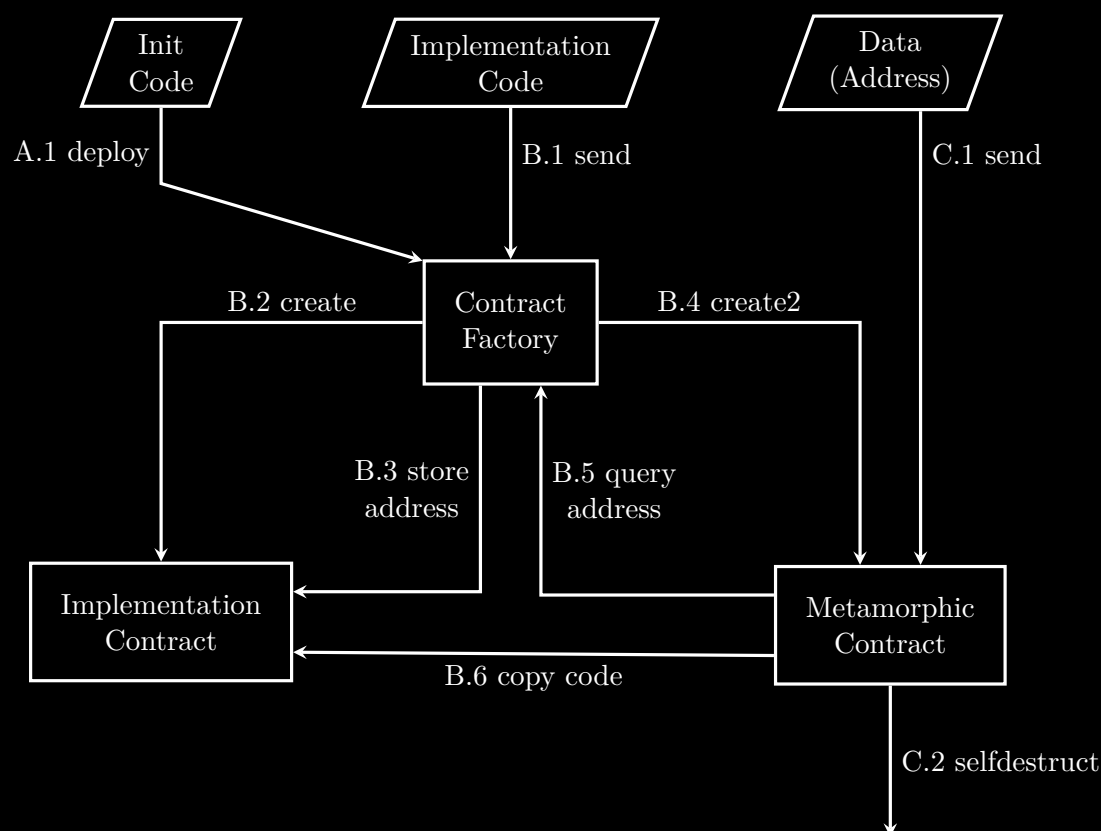 Init
Code
Implementation
Code
Data
(Address)
A.1 deploy
B.1 send
C.1 send
B.2 create
Contract
Factory
B.4 create2
B.3 store
address
B.5 query
address
Implementation
Contract
Metamorphic
Contract
B.6 copy code
C.2 selfdestruct